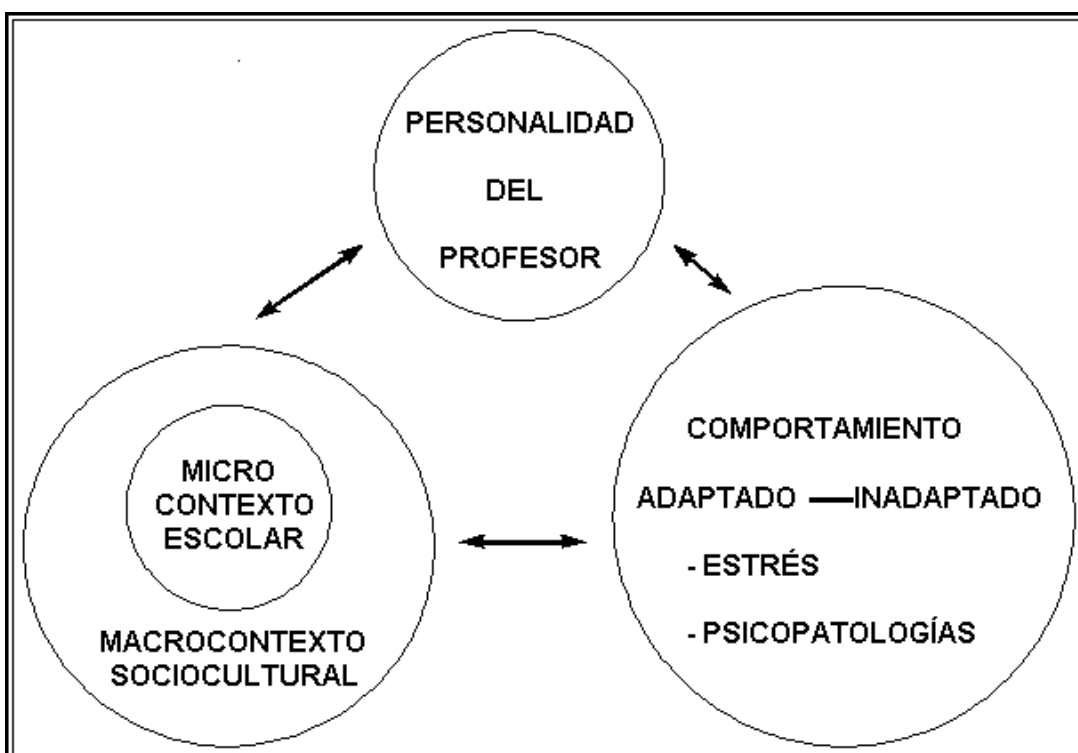 PERSONALIDAD
DEL
PROFESOR
MICRO
CONTEXTO
ESCOLAR
MACROCONTEXTO
SOCIOCULTURAL
COMPORTAMIENTO
ADAPTADO — INADAPTADO
- ESTRÉS
- PSICOPATOLOGÍAS